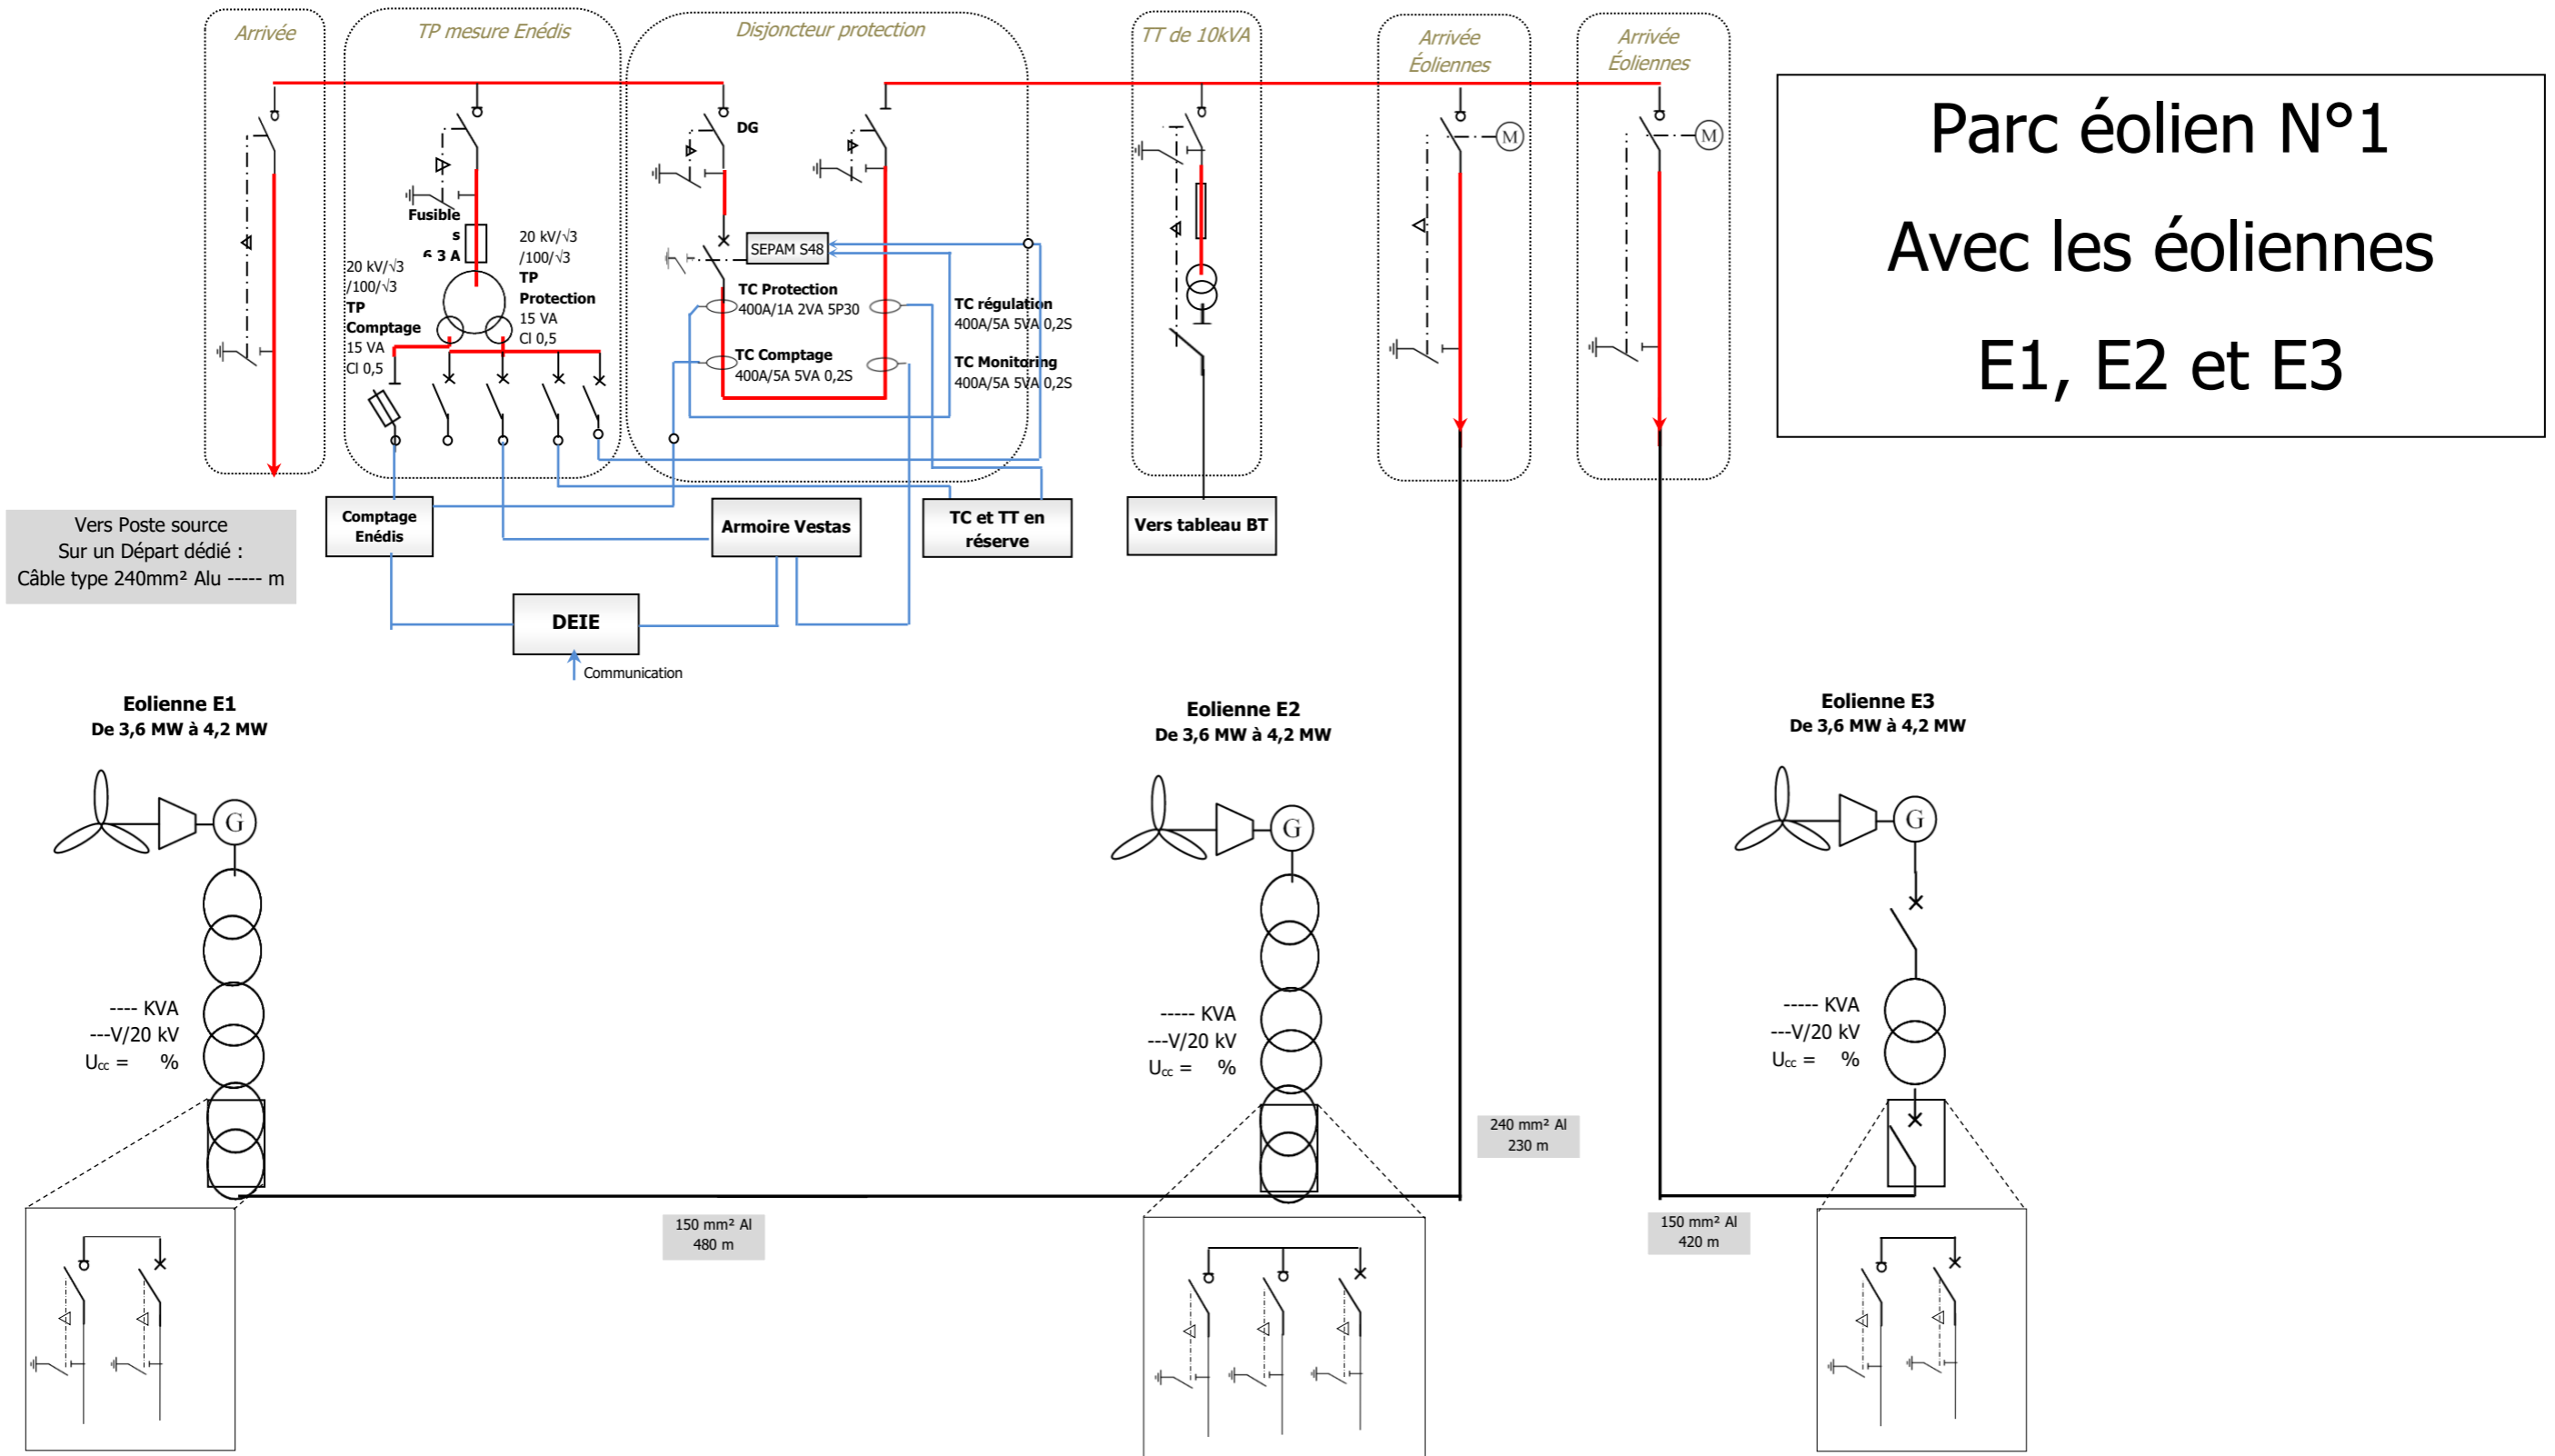 Arrivée
TP mesure Enédis
Disjoncteur protection
TT de 10kVA
Arrivée
Éoliennes
Arrivée
Éoliennes
Parc éolien N°1
Avec les éoliennes
E1, E2 et E3
DG
M
M
Fusible
s
6 3 A
20 kV/√3
/100/√3
TP
Protection
15 VA
Cl 0,5
20 kV/√3
/100/√3
TP
Comptage
15 VA
Cl 0,5
SEPAM S48
TC Protection
400A/1A 2VA 5P30
TC régulation
400A/5A 5VA 0,2S
TC Comptage
400A/5A 5VA 0,2S
TC Monitoring
400A/5A 5VA 0,2S
Vers Poste source
Sur un Départ dédié :
Câble type 240mm² Alu ----- m
Comptage
Enédis
Armoire Vestas
TC et TT en
réserve
Vers tableau BT
DEIE
Communication
Eolienne E1
De 3,6 MW à 4,2 MW
Eolienne E2
De 3,6 MW à 4,2 MW
Eolienne E3
De 3,6 MW à 4,2 MW
G
G
G
---- KVA
---V/20 kV
Ucc = %
----- KVA
---V/20 kV
Ucc = %
----- KVA
---V/20 kV
Ucc = %
240 mm² Al
230 m
150 mm² Al
480 m
150 mm² Al
420 m